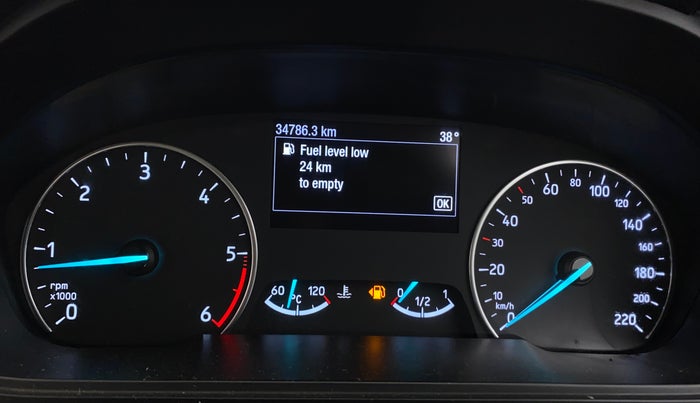 34786.3 km 38°
Fuel level low
24 km
to empty
OK
0 1 2 3 4 5 6
rpm
x1000
60 °C 120
0 1/2 1
0 10 20 30 40 50 60 80 100 120 140 160 180 200 220
km/h